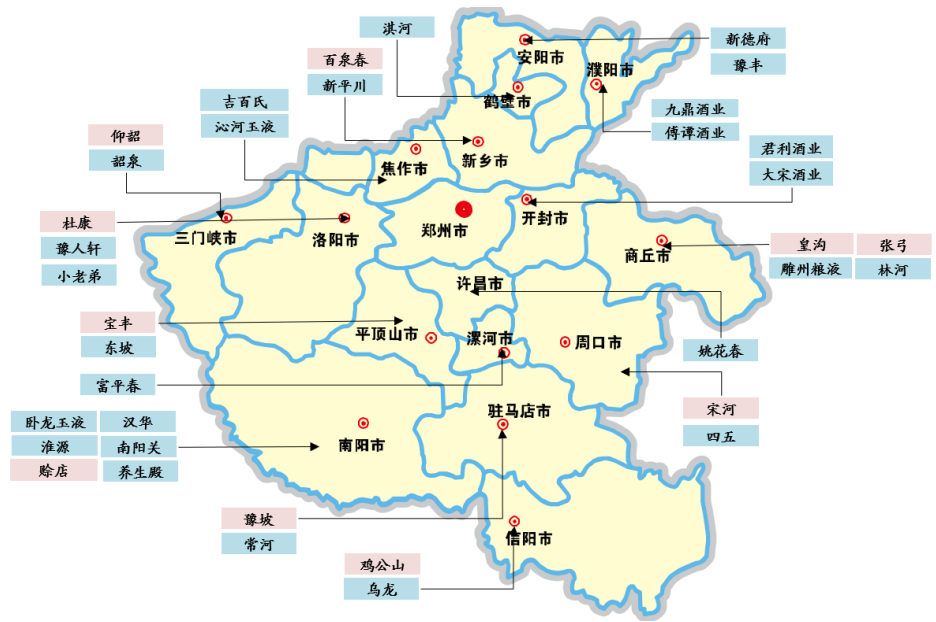 淇河
新德府
安阳市
百泉春
豫丰
濮阳市
新平川
鹤壁市
吉百氏
九鼎酒业
沁河玉液
傅谭酒业
仰韶
君利酒业
韶泉
新乡市
焦作市
大宋酒业
杜康
三门峡市
洛阳市
郑州市
开封市
豫人轩
皇沟
张弓
商丘市
小老弟
雕州粮液
林河
许昌市
宝丰
平顶山市
漯河市
周口市
东坡
姚花春
富平春
宋河
驻马店市
卧龙玉液
汉华
四五
淮源
南阳关
南阳市
赊店
养生殿
豫坡
信阳市
常河
鸡公山
乌龙